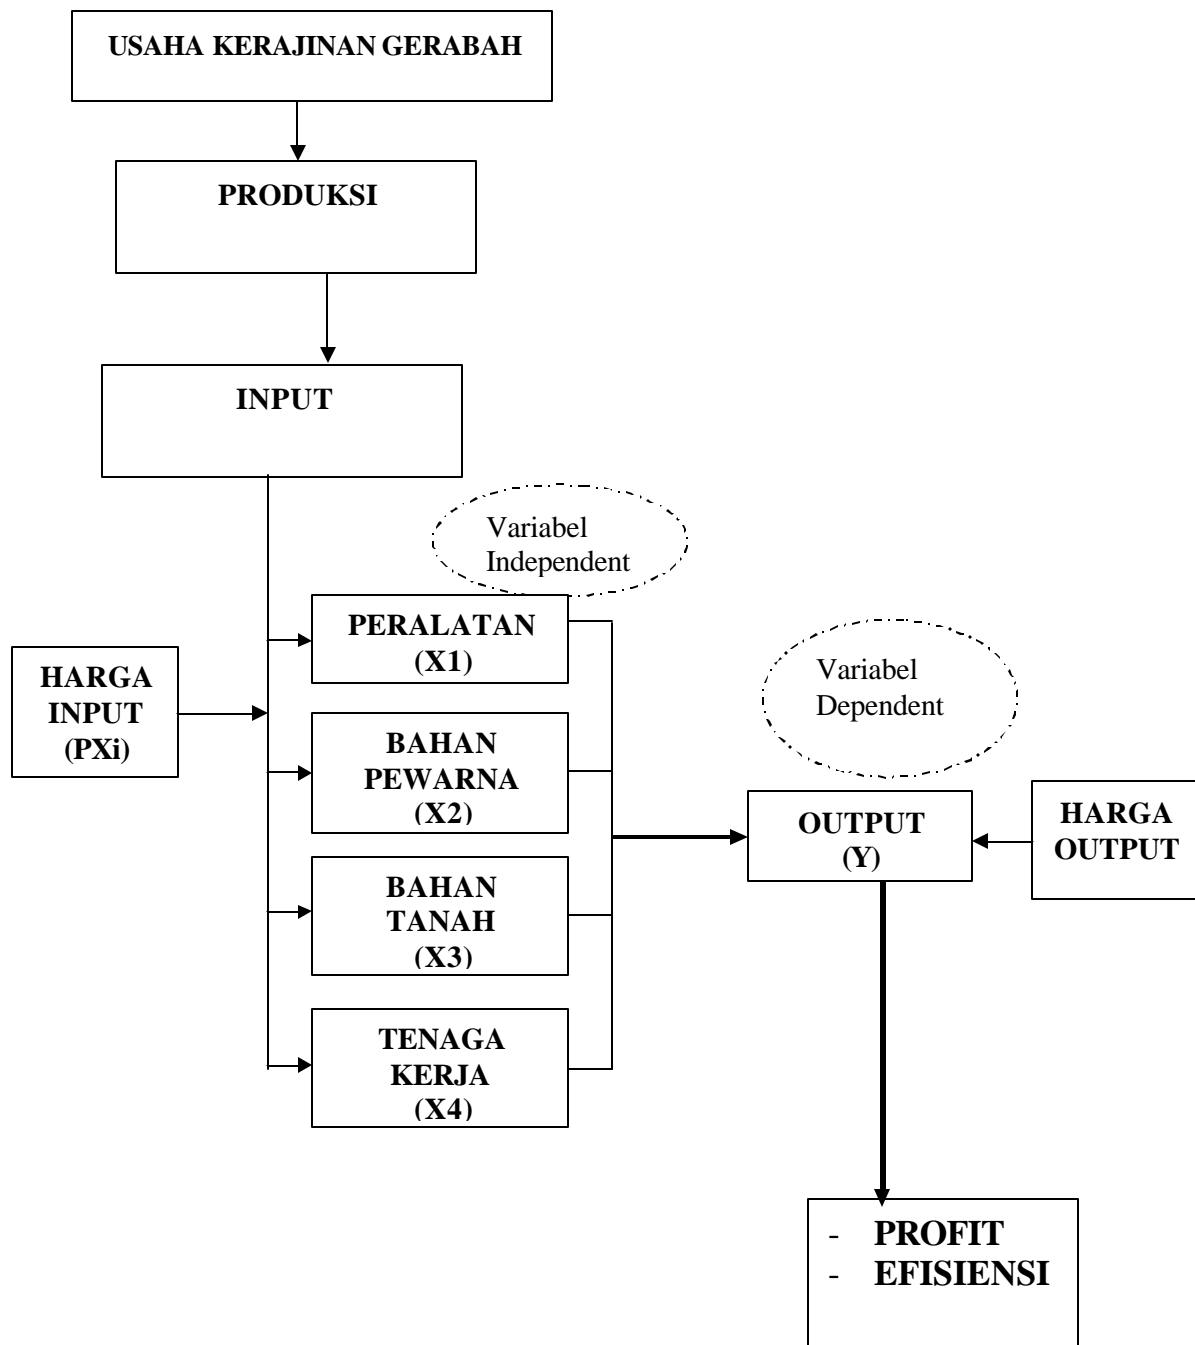 USAHA KERAJINAN GERABAH
PRODUKSI
INPUT
Variabel
Independent
PERALATAN
(X1)
HARGA
INPUT
(PXi)
BAHAN
PEWARNA
(X2)
BAHAN
TANAH
(X3)
TENAGA
KERJA
(X4)
Variabel
Dependent
OUTPUT
(Y)
HARGA
OUTPUT
- PROFIT
- EFISIENSI